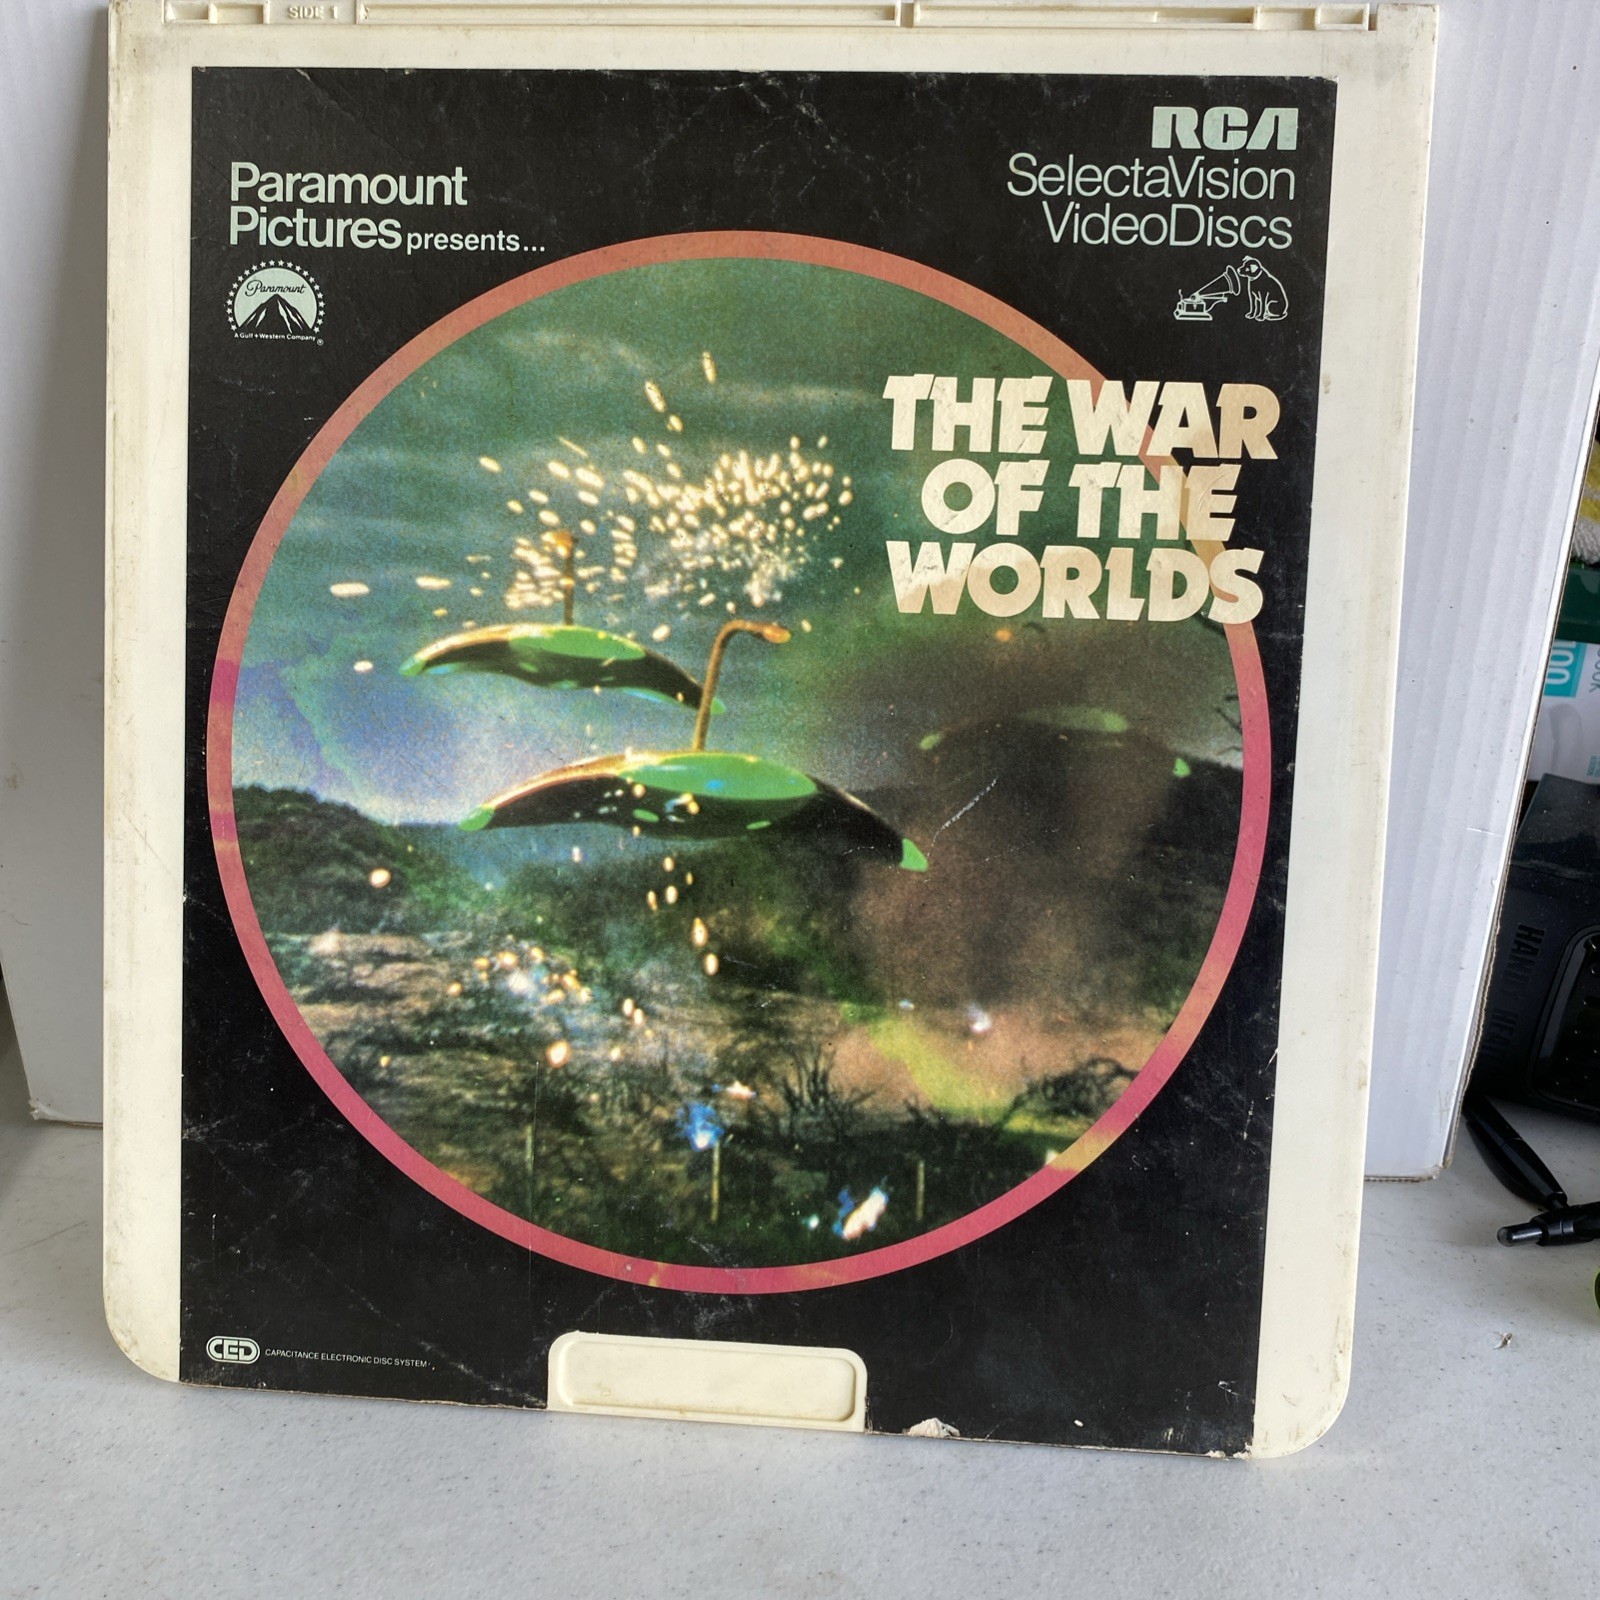 SIDE 1
RCA
SelectaVision
VideoDiscs
Paramount
Pictures presents...
Paramount
A Gulf + Western Company
®
THE WAR
OF THE
WORLDS
CED CAPACITANCE ELECTRONIC DISC SYSTEM
100